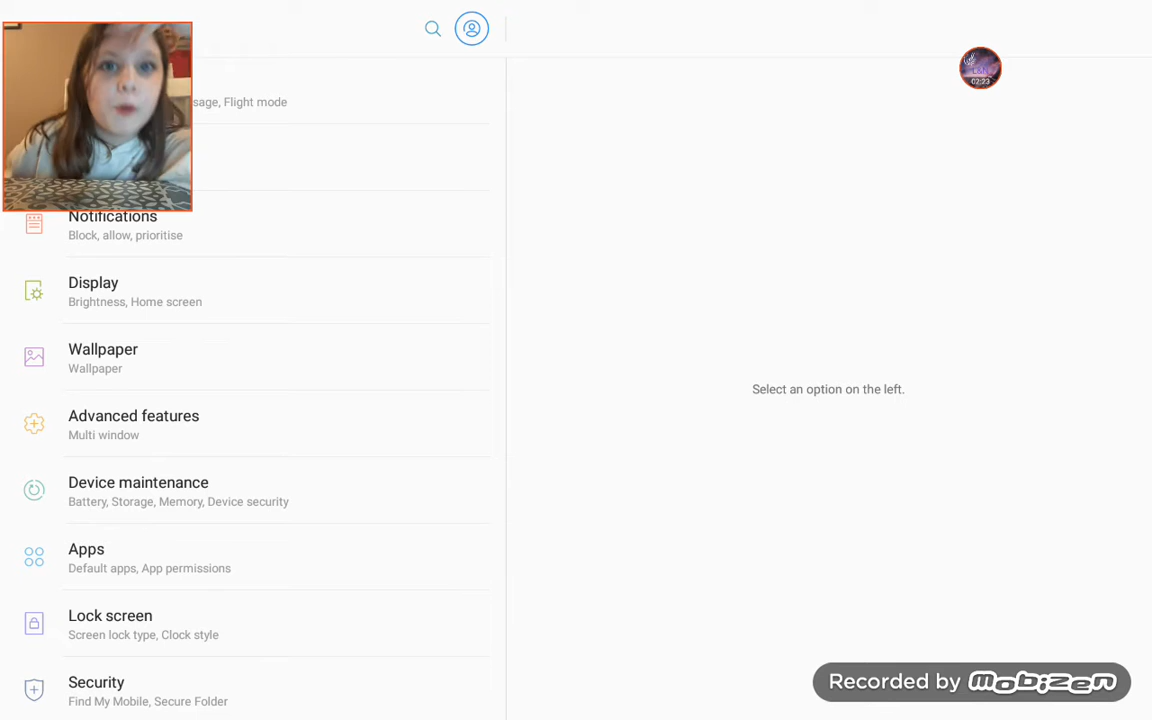 sage, Flight mode
Notifications
Block, allow, prioritise
Display
Brightness, Home screen
Wallpaper
Wallpaper
Advanced features
Multi window
Device maintenance
Battery, Storage, Memory, Device security
Apps
Default apps, App permissions
Lock screen
Screen lock type, Clock style
Security
Find My Mobile, Secure Folder
02:23
Select an option on the left.
Recorded by mobizen